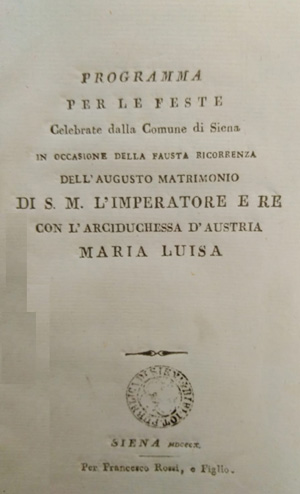 PROGRAMMA
PER LE FESTE
Celebrate dalla Comune di Siena
IN OCCASIONE DELLA FAUSTA RICORRENZA
DELL'AUGUSTO MATRIMONIO
DI S. M. L'IMPERATORE E RE
CON L'ARCIDUCHESSA D'AUSTRIA
MARIA LUISA
SIENA MDCCCX.
Per Francesco Rossi, e Figlio.